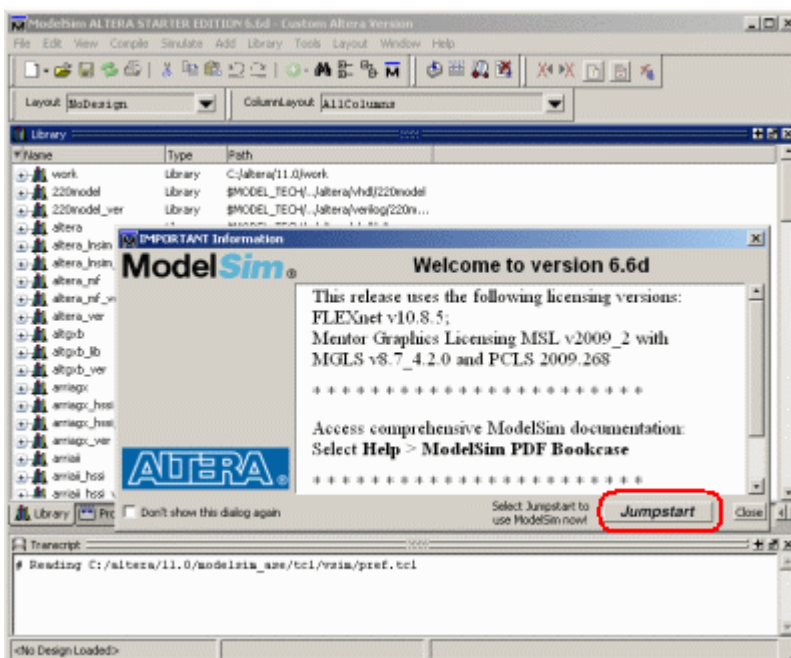 ModelSim ALTERA STARTER EDITION 6.6d - Custom Altera Version
File Edit View Compile Simulate Add Library Tools Layout Window Help
Layout NoDesign ColumnLayout AllColumns
Library
Name Type Path
work Library C:/altera/11.0/work
220model Library $MODEL_TECH/../altera/vhdl/220model
220model_ver Library $MODEL_TECH/../altera/verilog/220m...
altera
altera_lnsim
altera_lnsim_
altera_mf
altera_mf_v
altera_ver
altgxb
altgxb_lib
altgxb_ver
arriagx
arriagx_hssi
arriagx_hssi_
arriagx_ver
arriaii
arriaii_hssi
arriaii_hssi_v
IMPORTANT Information
ModelSim®
Welcome to version 6.6d
This release uses the following licensing versions:
FLEXnet v10.8.5;
Mentor Graphics Licensing MSL v2009_2 with
MGLS v8.7_4.2.0 and PCLS 2009.268
* * * * * * * * * * * * * * * * * * * * * * *
Access comprehensive ModelSim documentation:
Select Help > ModelSim PDF Bookcase
* * * * * * * * * * * * * * * * * * * * * * *
ALTERA®
Don't show this dialog again
Select Jumpstart to
use ModelSim now!
Jumpstart
Close
Library
Transcript
# Reading C:/altera/11.0/modelsim_ase/tcl/vsim/pref.tcl
<No Design Loaded>